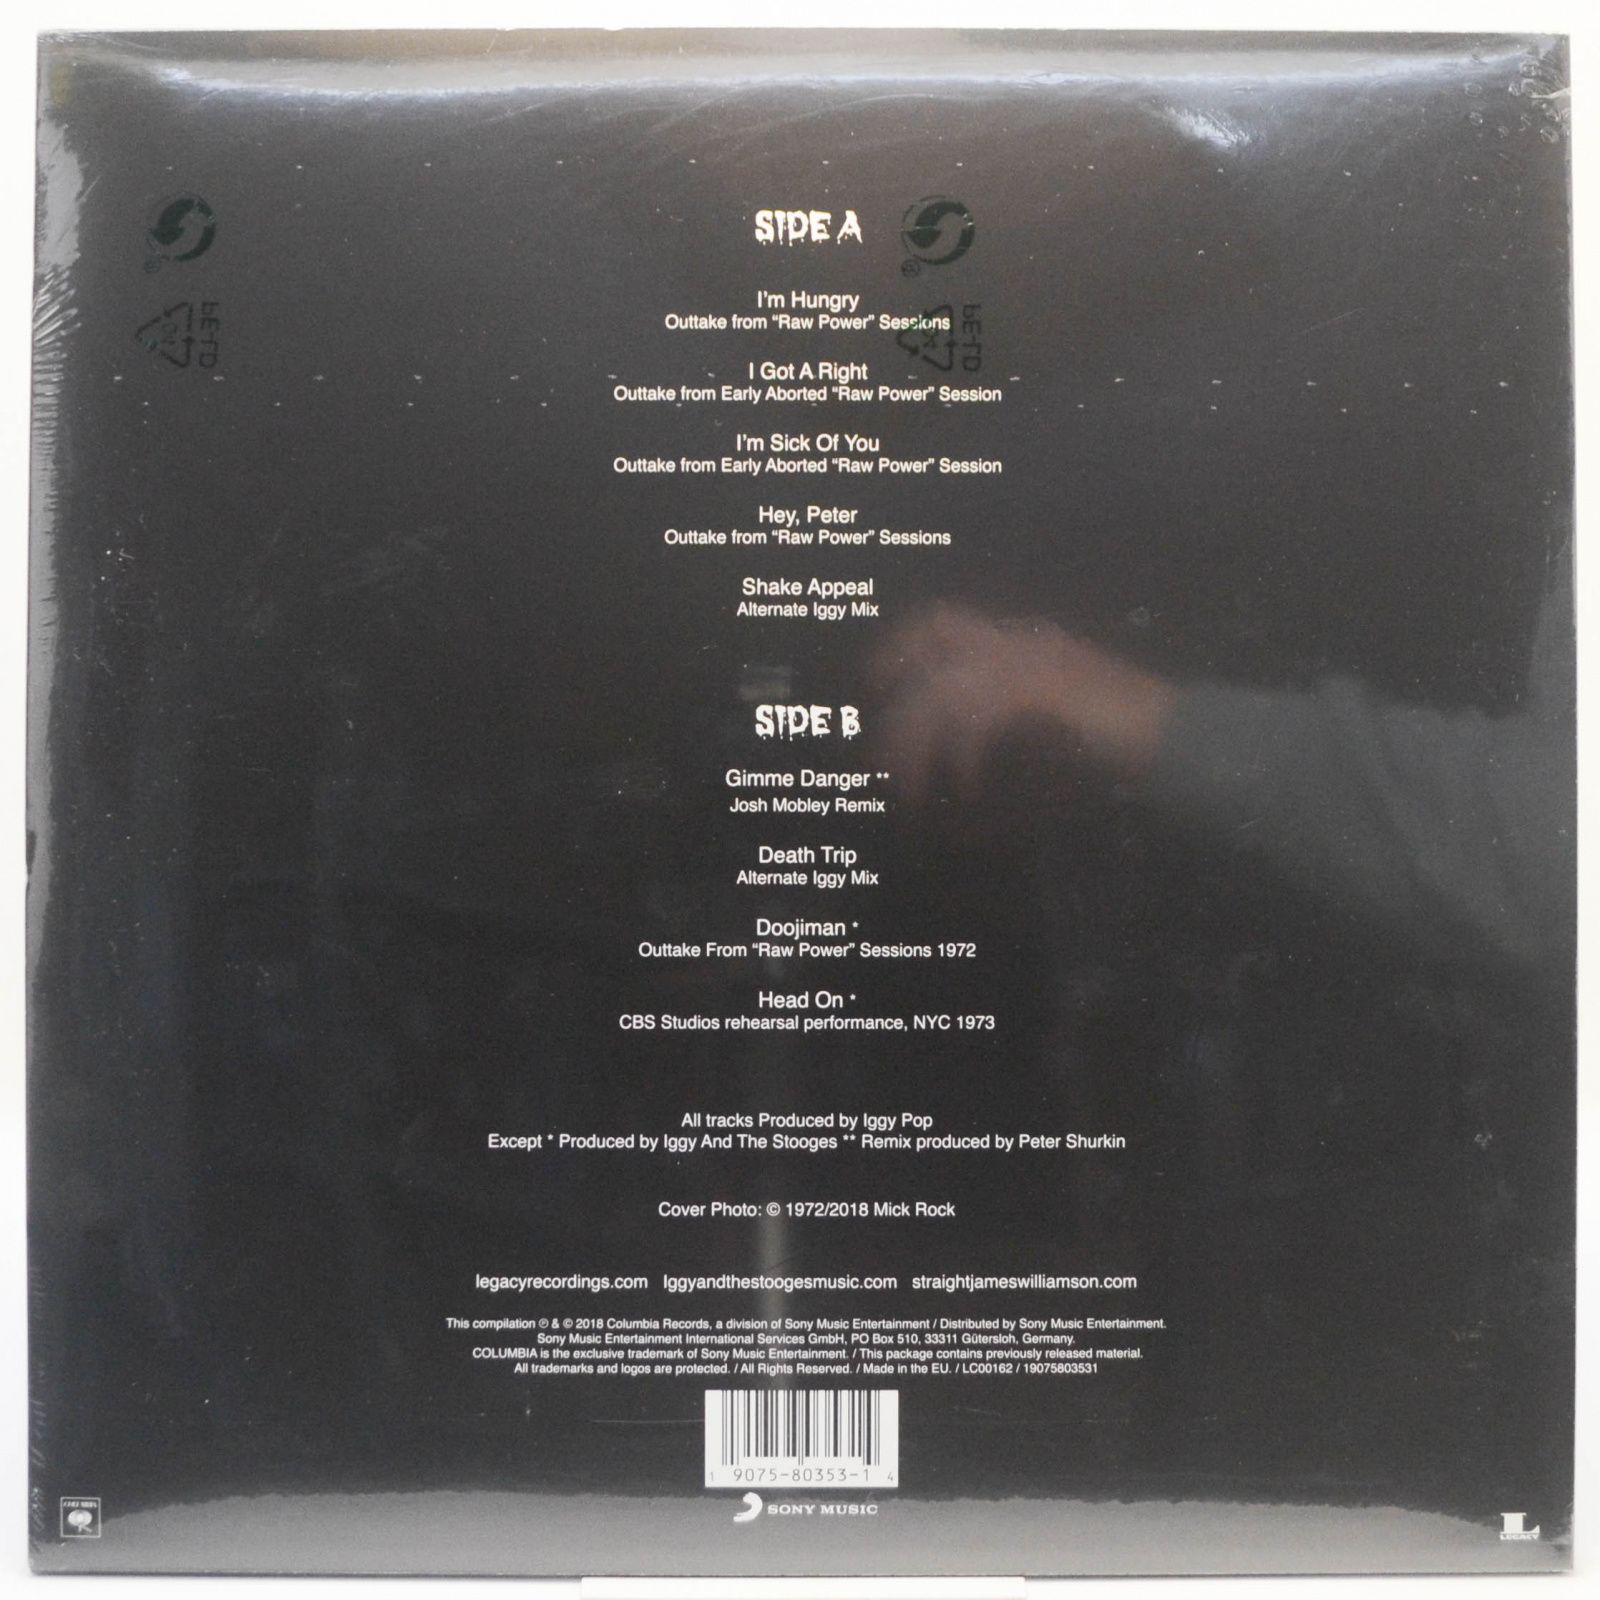 SIDE A
I'm Hungry
Outtake from "Raw Power" Sessions
I Got A Right
Outtake from Early Aborted "Raw Power" Session
I'm Sick Of You
Outtake from Early Aborted "Raw Power" Session
Hey, Peter
Outtake from "Raw Power" Sessions
Shake Appeal
Alternate Iggy Mix
SIDE B
Gimme Danger **
Josh Mobley Remix
Death Trip
Alternate Iggy Mix
Doojiman *
Outtake From "Raw Power" Sessions 1972
Head On *
CBS Studios rehearsal performance, NYC 1973
All tracks Produced by Iggy Pop
Except * Produced by Iggy And The Stooges ** Remix produced by Peter Shurkin
Cover Photo: © 1972/2018 Mick Rock
legacyrecordings.com Iggyandthestoogesmusic.com straightjameswilliamson.com
This compilation ℗ & © 2018 Columbia Records, a division of Sony Music Entertainment / Distributed by Sony Music Entertainment.
Sony Music Entertainment International Services GmbH, PO Box 510, 33311 Gütersloh, Germany.
COLUMBIA is the exclusive trademark of Sony Music Entertainment. / This package contains previously released material.
All trademarks and logos are protected. / All Rights Reserved. / Made in the EU. / LC00162 / 19075803531
1 9075-80353-1 4
SONY MUSIC
COLUMBIA
L
LEGACY